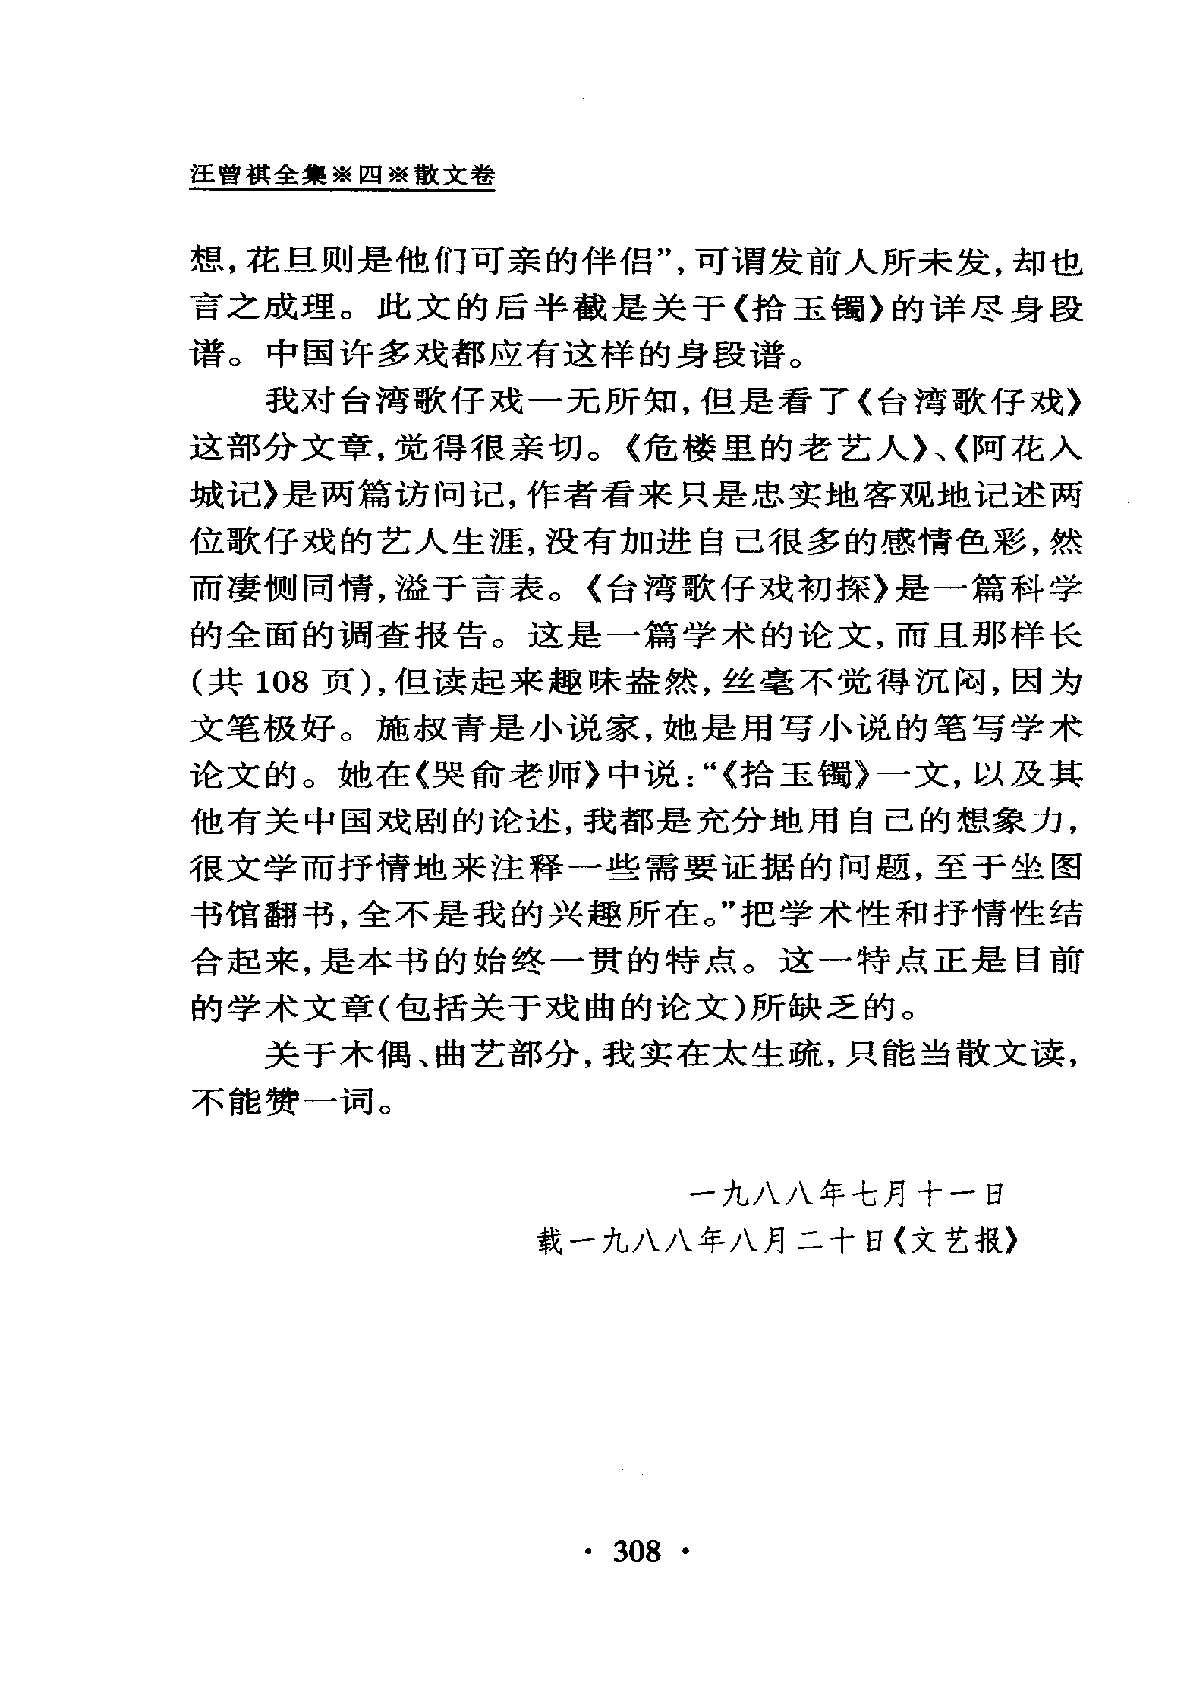 汪曾祺全集※四※散文卷
想,花旦则是他们可亲的伴侣”,可谓发前人所未发,却也
言之成理。此文的后半截是关于《拾玉镯》的详尽身段
谱。中国许多戏都应有这样的身段谱。
我对台湾歌仔戏一无所知,但是看了《台湾歌仔戏》
这部分文章,觉得很亲切。《危楼里的老艺人》、《阿花入
城记》是两篇访问记,作者看来只是忠实地客观地记述两
位歌仔戏的艺人生涯,没有加进自己很多的感情色彩,然
而凄恻同情,溢于言表。《台湾歌仔戏初探》是一篇科学
的全面的调查报告。这是一篇学术的论文,而且那样长
(共 108 页),但读起来趣味盎然,丝毫不觉得沉闷,因为
文笔极好。施叔青是小说家,她是用写小说的笔写学术
论文的。她在《哭俞老师》中说:“《拾玉镯》一文,以及其
他有关中国戏剧的论述,我都是充分地用自己的想象力,
很文学而抒情地来注释一些需要证据的问题,至于坐图
书馆翻书,全不是我的兴趣所在。”把学术性和抒情性结
合起来,是本书的始终一贯的特点。这一特点正是目前
的学术文章(包括关于戏曲的论文)所缺乏的。
关于木偶、曲艺部分,我实在太生疏,只能当散文读,
不能赞一词。
一九八八年七月十一日
载一九八八年八月二十日《文艺报》
· 308 ·